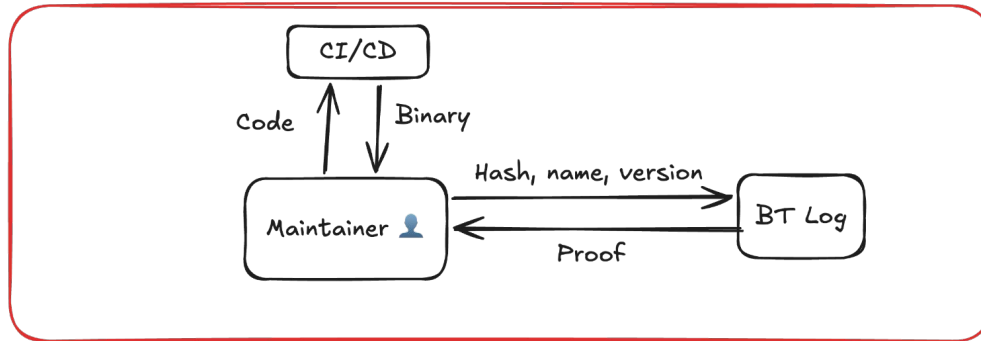 CI/CD
Code
Binary
Hash, name, version
Maintainer
BT Log
Proof